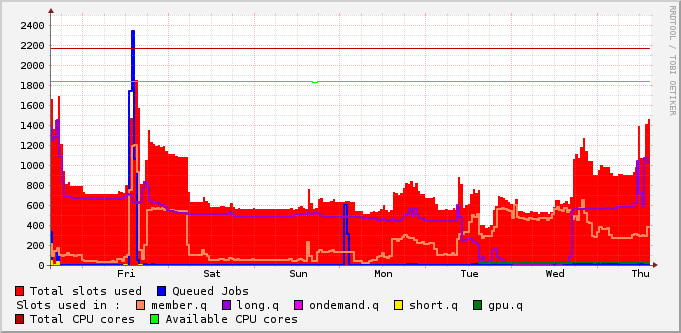 RRDTOOL / TOBI OETIKER
2400
2200
2000
1800
1600
1400
1200
1000
800
600
400
200
0
Fri Sat Sun Mon Tue Wed Thu
Total slots used Queued Jobs
Slots used in : member.q long.q ondemand.q short.q gpu.q
Total CPU cores Available CPU cores